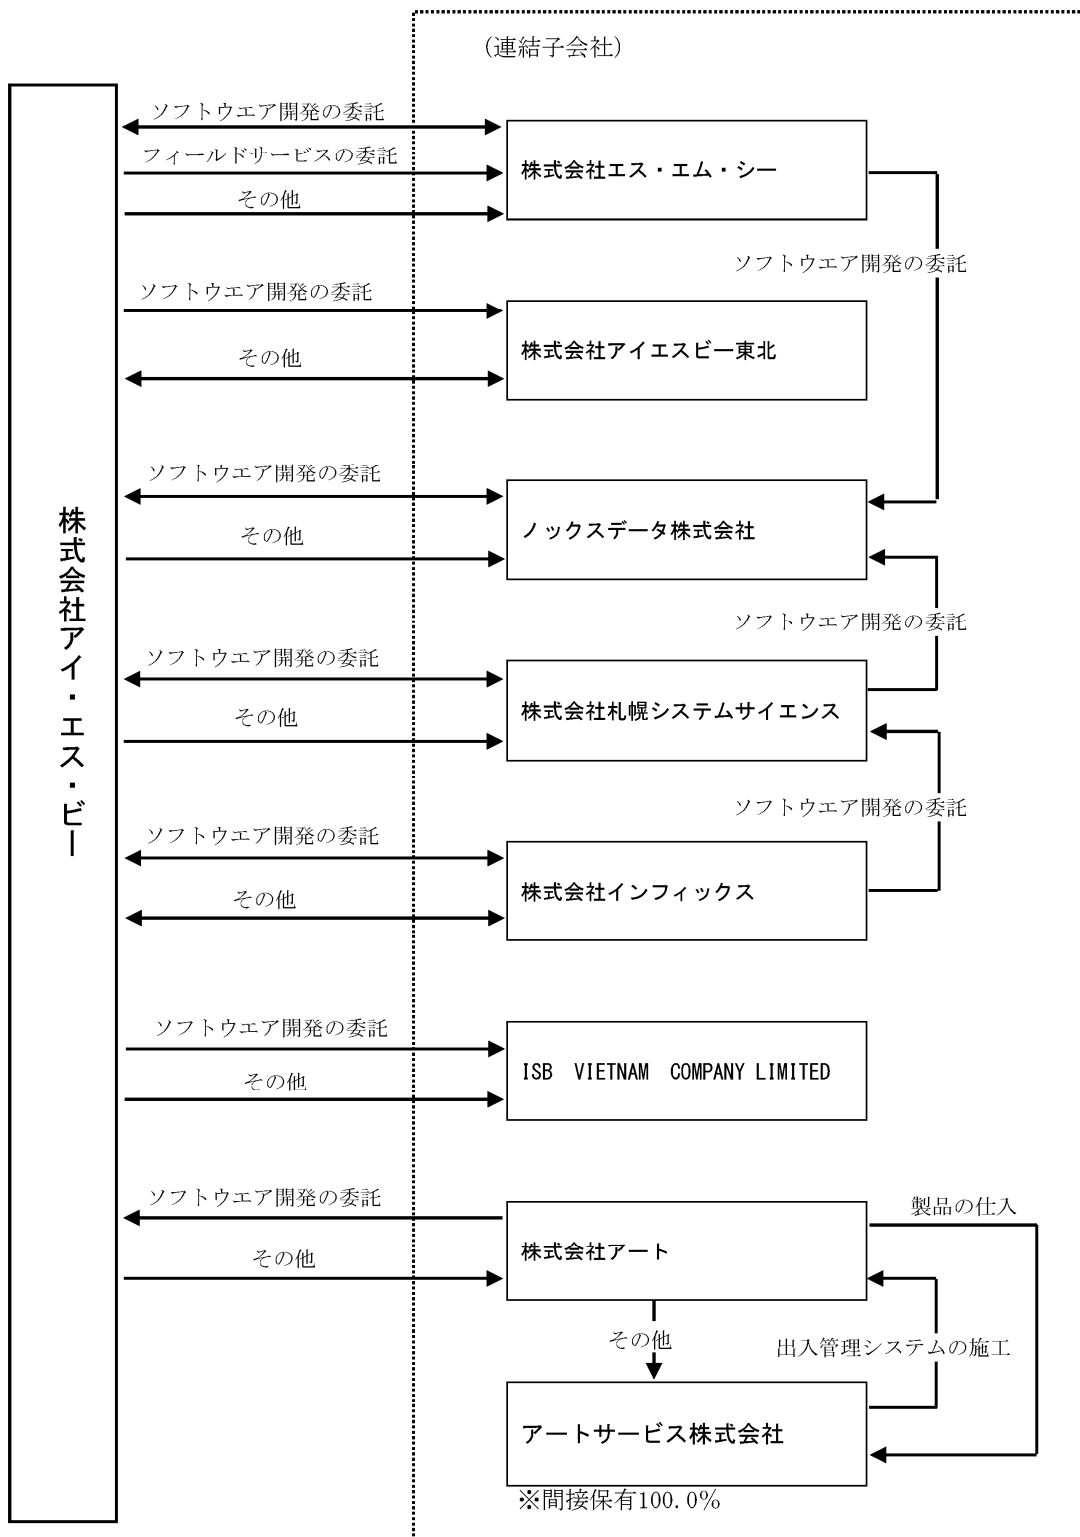 (連結子会社)
株式会社アイ・エス・ビー
ソフトウエア開発の委託
フィールドサービスの委託
その他
株式会社エス・エム・シー
ソフトウエア開発の委託
ソフトウエア開発の委託
その他
株式会社アイエスビー東北
ソフトウエア開発の委託
その他
ノックスデータ株式会社
ソフトウエア開発の委託
ソフトウエア開発の委託
その他
株式会社札幌システムサイエンス
ソフトウエア開発の委託
ソフトウエア開発の委託
その他
株式会社インフィックス
ソフトウエア開発の委託
その他
ISB VIETNAM COMPANY LIMITED
ソフトウエア開発の委託
その他
株式会社アート
製品の仕入
その他
出入管理システムの施工
アートサービス株式会社
※間接保有100.0%